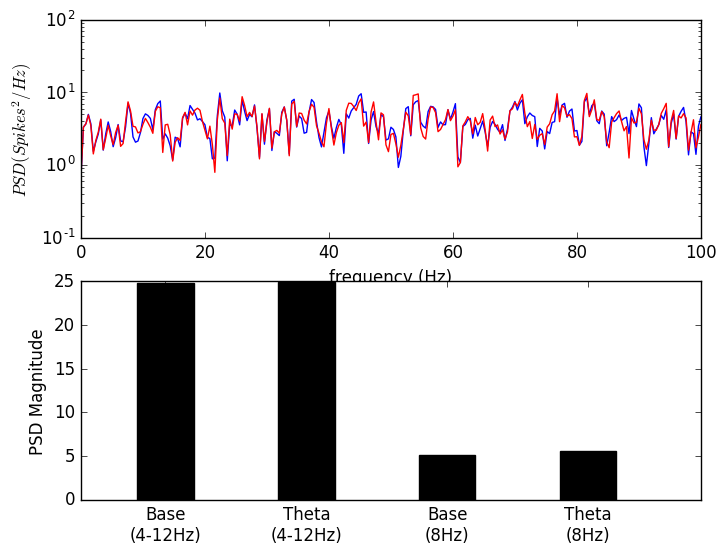 10^2
10^1
10^0
10^-1
PSD(Spikes^2/Hz)
0 20 40 60 80 100
frequency (Hz)
25
20
15
10
5
0
PSD Magnitude
Base Theta Base Theta
(4-12Hz) (4-12Hz) (8Hz) (8Hz)